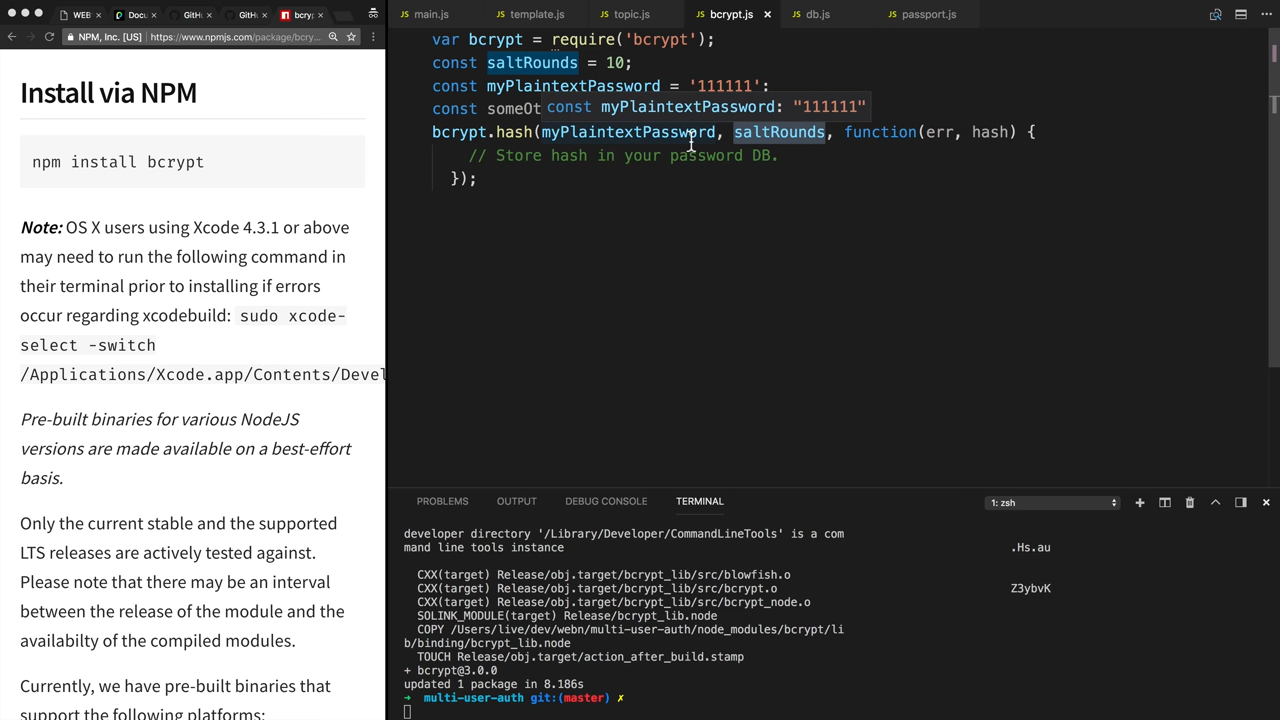 WEB
Docu
GitHu
GitHu
bcry
NPM, Inc. [US] https://www.npmjs.com/package/bcry...
Install via NPM
npm install bcrypt
Note: OS X users using Xcode 4.3.1 or above
may need to run the following command in
their terminal prior to installing if errors
occur regarding xcodebuild: sudo xcode-
select -switch
/Applications/Xcode.app/Contents/Devel
Pre-built binaries for various NodeJS
versions are made available on a best-effort
basis.
Only the current stable and the supported
LTS releases are actively tested against.
Please note that there may be an interval
between the release of the module and the
availabilty of the compiled modules.
Currently, we have pre-built binaries that
support the following platforms:
main.js
template.js
topic.js
bcrypt.js
db.js
passport.js
var bcrypt = require('bcrypt');
const saltRounds = 10;
const myPlaintextPassword = '111111';
const someOt
const myPlaintextPassword: "111111"
bcrypt.hash(myPlaintextPassword, saltRounds, function(err, hash) {
// Store hash in your password DB.
});
PROBLEMS OUTPUT DEBUG CONSOLE TERMINAL
1: zsh
developer directory '/Library/Developer/CommandLineTools' is a com
mand line tools instance
.Hs.au
CXX(target) Release/obj.target/bcrypt_lib/src/blowfish.o
CXX(target) Release/obj.target/bcrypt_lib/src/bcrypt.o
Z3ybvK
CXX(target) Release/obj.target/bcrypt_lib/src/bcrypt_node.o
SOLINK_MODULE(target) Release/bcrypt_lib.node
COPY /Users/live/dev/webn/multi-user-auth/node_modules/bcrypt/li
b/binding/bcrypt_lib.node
TOUCH Release/obj.target/action_after_build.stamp
+ bcrypt@3.0.0
updated 1 package in 8.186s
➜ multi-user-auth git:(master) ✗